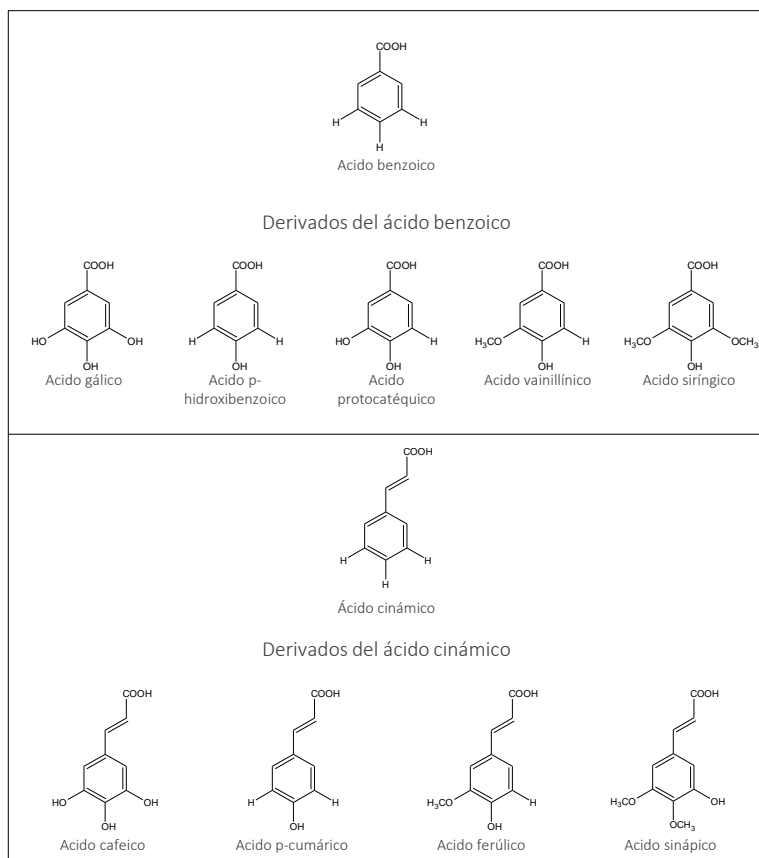 COOH
H H
H
Acido benzoico
Derivados del ácido benzoico
COOH COOH COOH COOH COOH
HO OH H H HO H H₃CO H H₃CO OCH₃
OH OH OH OH OH
Acido gálico Acido p- Acido Acido vainillínico Acido siríngico
hidroxibenzoico protocatéquico
COOH
H H
H
Ácido cinámico
Derivados del ácido cinámico
COOH COOH COOH COOH
HO OH H H H₃CO H H₃CO OH
OH OH OH OCH₃
Acido cafeico Acido p-cumárico Acido ferúlico Acido sinápico